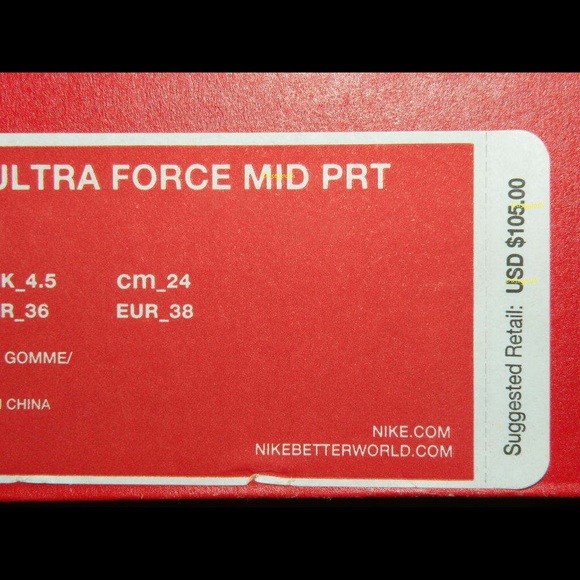 ULTRA FORCE MID PRT
K_4.5 cm_24
R_36 EUR_38
GOMME/
CHINA
NIKE.COM
NIKEBETTERWORLD.COM
Suggested Retail: USD $105.00